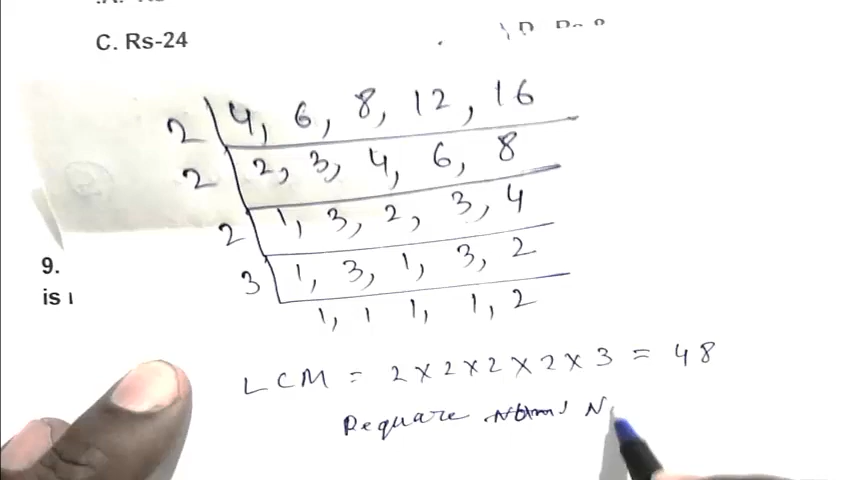 C. Rs-24
2 4, 6, 8, 12, 16
2 2, 3, 4, 6, 8
2 1, 3, 2, 3, 4
3 1, 3, 1, 3, 2
1, 1 1, 1, 2
9.
is
LCM = 2 × 2 × 2 × 2 × 3 = 48
Requare N